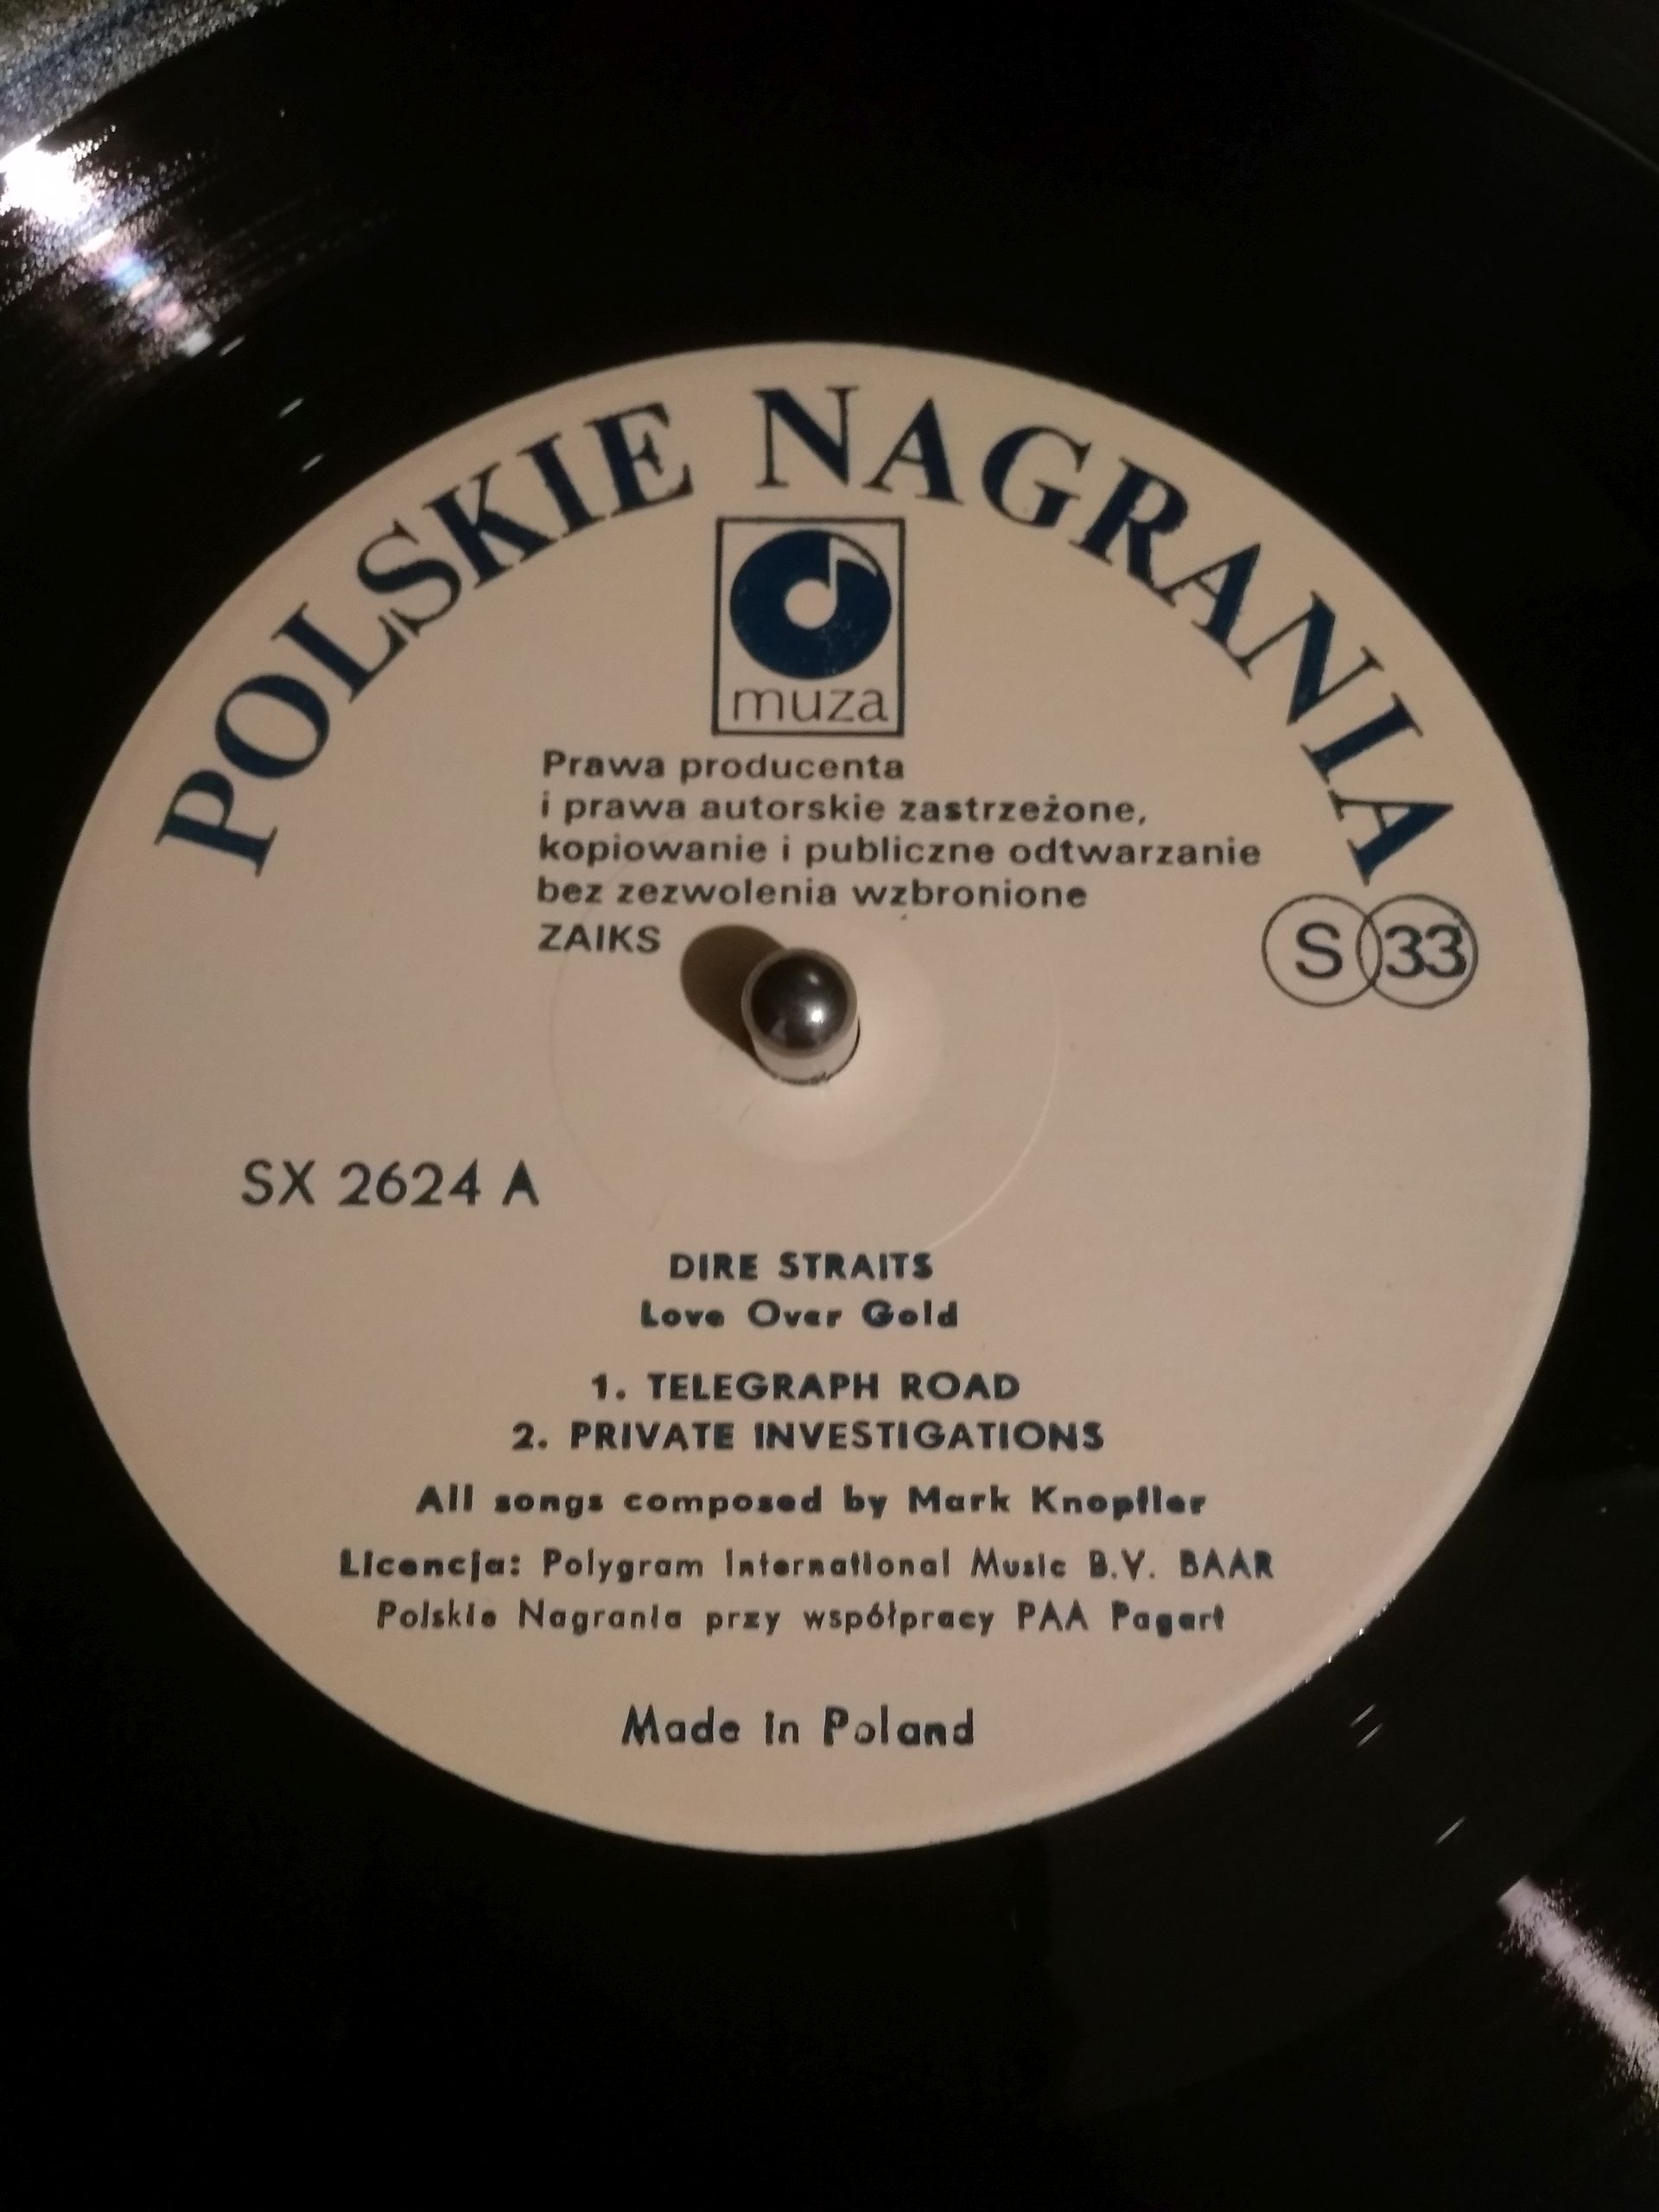 POLSKIE NAGRANIA
muza
Prawa producenta
i prawa autorskie zastrzeżone,
kopiowanie i publiczne odtwarzanie
bez zezwolenia wzbronione
ZAIKS
S 33
SX 2624 A
DIRE STRAITS
Love Over Gold
1. TELEGRAPH ROAD
2. PRIVATE INVESTIGATIONS
All songs composed by Mark Knopfler
Licencja: Polygram International Music B.V. BAAR
Polskie Nagrania przy współpracy PAA Pagart
Made in Poland